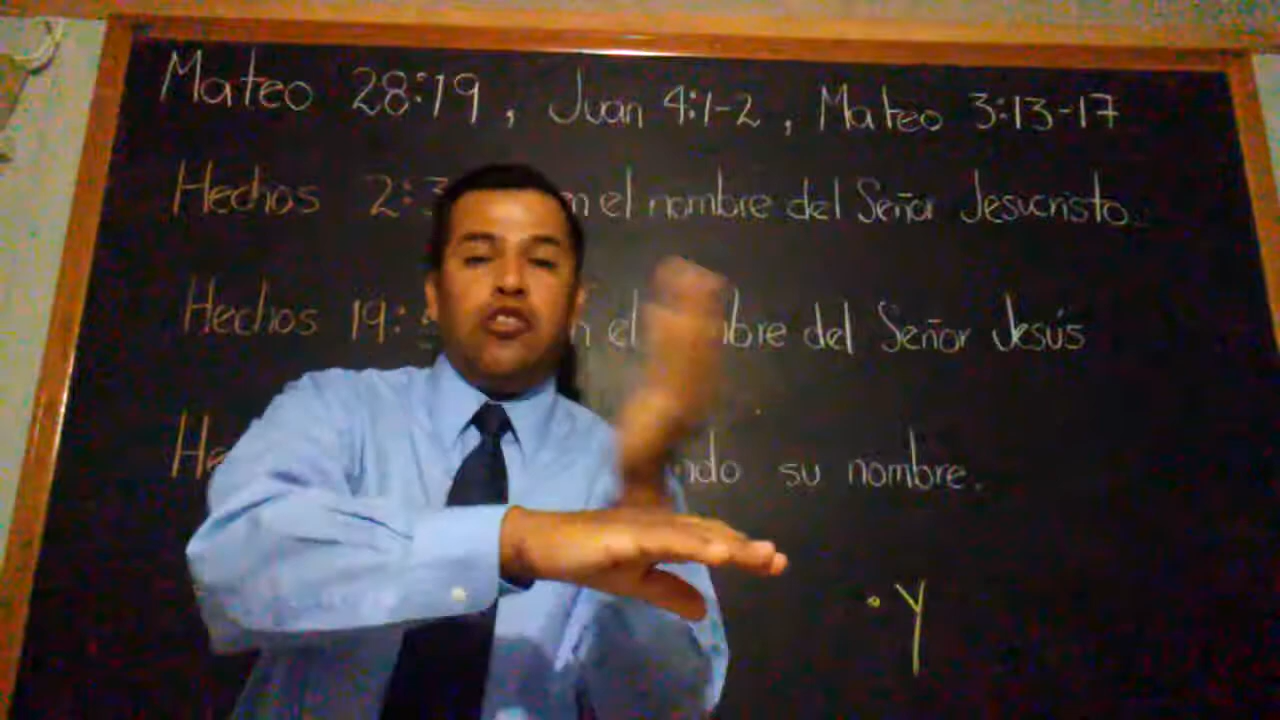 Mateo 28:19, Juan 4:1-2, Mateo 3:13-17
Hechos 2:3 n el nombre del Señor Jesucristo.
Hechos 19: n el bre del Señor Jesús
He ndo su nombre.
• Y